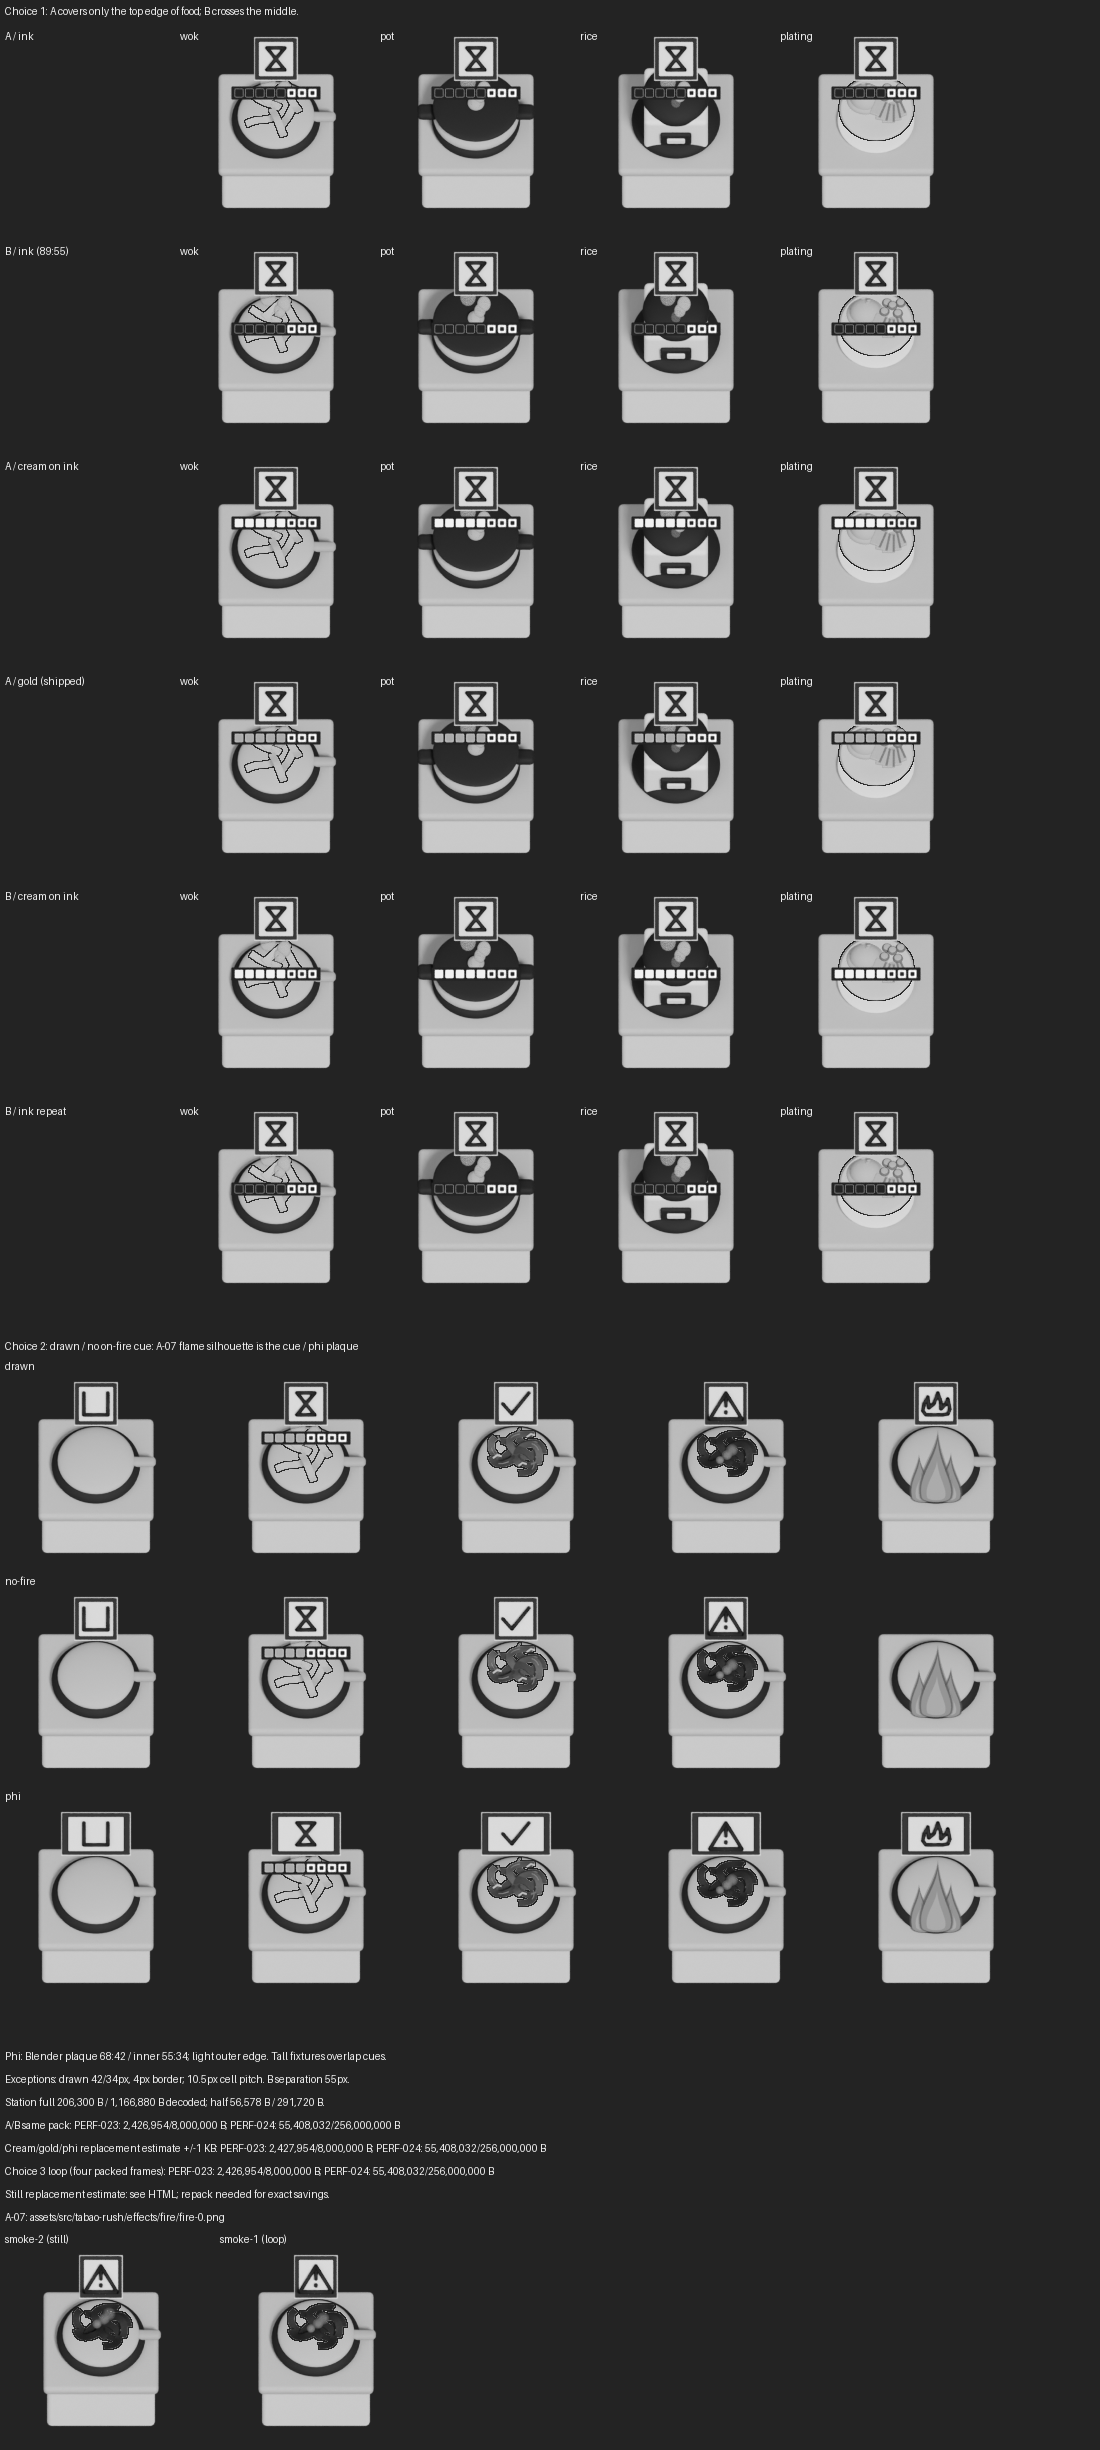 Choice 1: A covers only the top edge of food; B crosses the middle.
A / ink wok pot rice plating
B / ink (89:55) wok pot rice plating
A / cream on ink wok pot rice plating
A / gold (shipped) wok pot rice plating
B / cream on ink wok pot rice plating
B / ink repeat wok pot rice plating
Choice 2: drawn / no on-fire cue: A-07 flame silhouette is the cue / phi plaque
drawn
no-fire
phi
Phi: Blender plaque 68:42 / inner 55:34; light outer edge. Tall fixtures overlap cues.
Exceptions: drawn 42/34px, 4px border; 10.5px cell pitch. B separation 55px.
Station full 206,300 B / 1,166,880 B decoded; half 56,578 B / 291,720 B.
A/B same pack: PERF-023: 2,426,954/8,000,000 B; PERF-024: 55,408,032/256,000,000 B
Cream/gold/phi replacement estimate +/-1 KB: PERF-023: 2,427,954/8,000,000 B; PERF-024: 55,408,032/256,000,000 B
Choice 3 loop (four packed frames): PERF-023: 2,426,954/8,000,000 B; PERF-024: 55,408,032/256,000,000 B
Still replacement estimate: see HTML; repack needed for exact savings.
A-07: assets/src/tabao-rush/effects/fire/fire-0.png
smoke-2 (still) smoke-1 (loop)